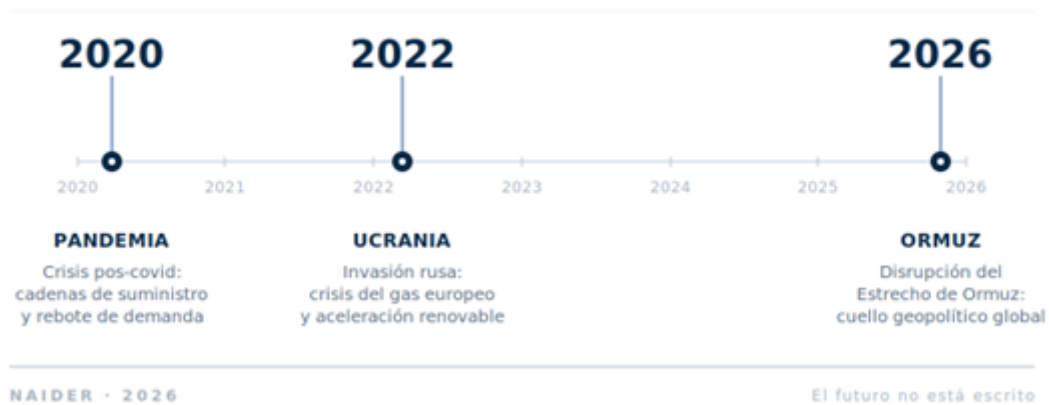 2020 2022 2026
2020 2021 2022 2023 2024 2025 2026
PANDEMIA
Crisis pos-covid:
cadenas de suministro
y rebote de demanda
UCRANIA
Invasión rusa:
crisis del gas europeo
y aceleración renovable
ORMUZ
Disrupción del
Estrecho de Ormuz:
cuello geopolítico global
NAIDER · 2026
El futuro no está escrito